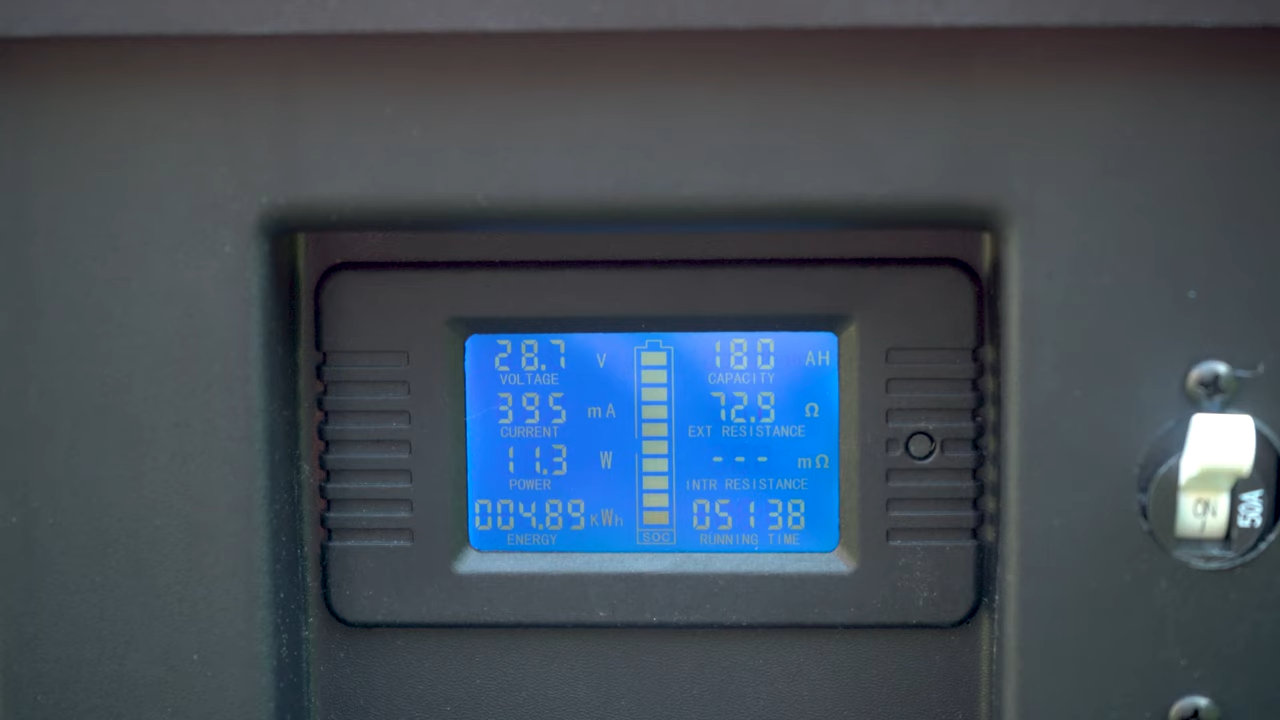 28.7 V
VOLTAGE
395 mA
CURRENT
11.3 W
POWER
004.89 KWh
ENERGY
SOC
180 AH
CAPACITY
72.9 Ω
EXT RESISTANCE
--- mΩ
INTR RESISTANCE
05138
RUNNING TIME
ON
50A